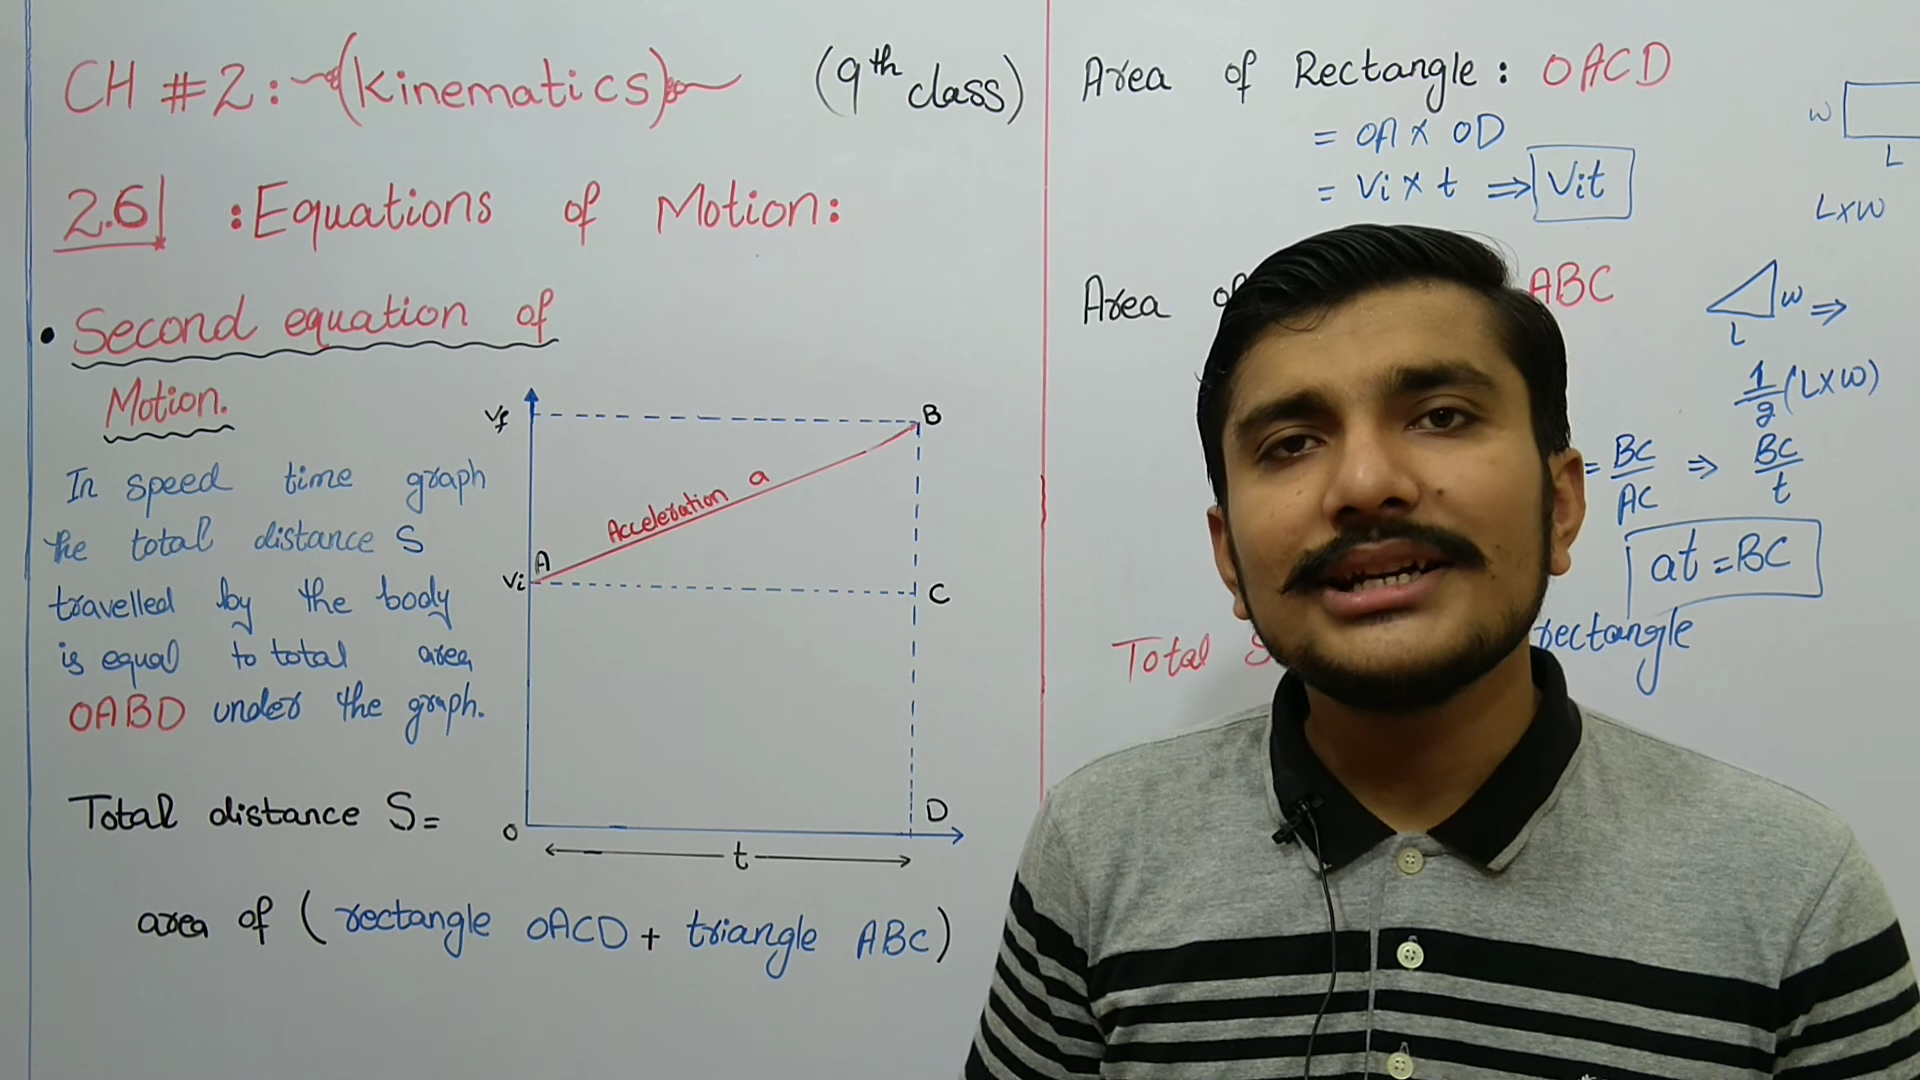 CH #2: (kinematics) (9th class)
2.6 :Equations of Motion:
• Second equation of
Motion.
In speed time graph
the total distance S
travelled by the body
is equal to total area
OABD under the graph.
Total distance S=
area of ( rectangle OACD + triangle ABC)
Vf
B
Acceleration a
A
Vi
C
O
D
t
Area of Rectangle: OACD
= OA × OD
= Vi × t ⇒ Vit
W
L
L×W
Area of ABC
W ⇒
L
1/2 (L×W)
= BC/AC ⇒ BC/t
at = BC
Total S rectangle